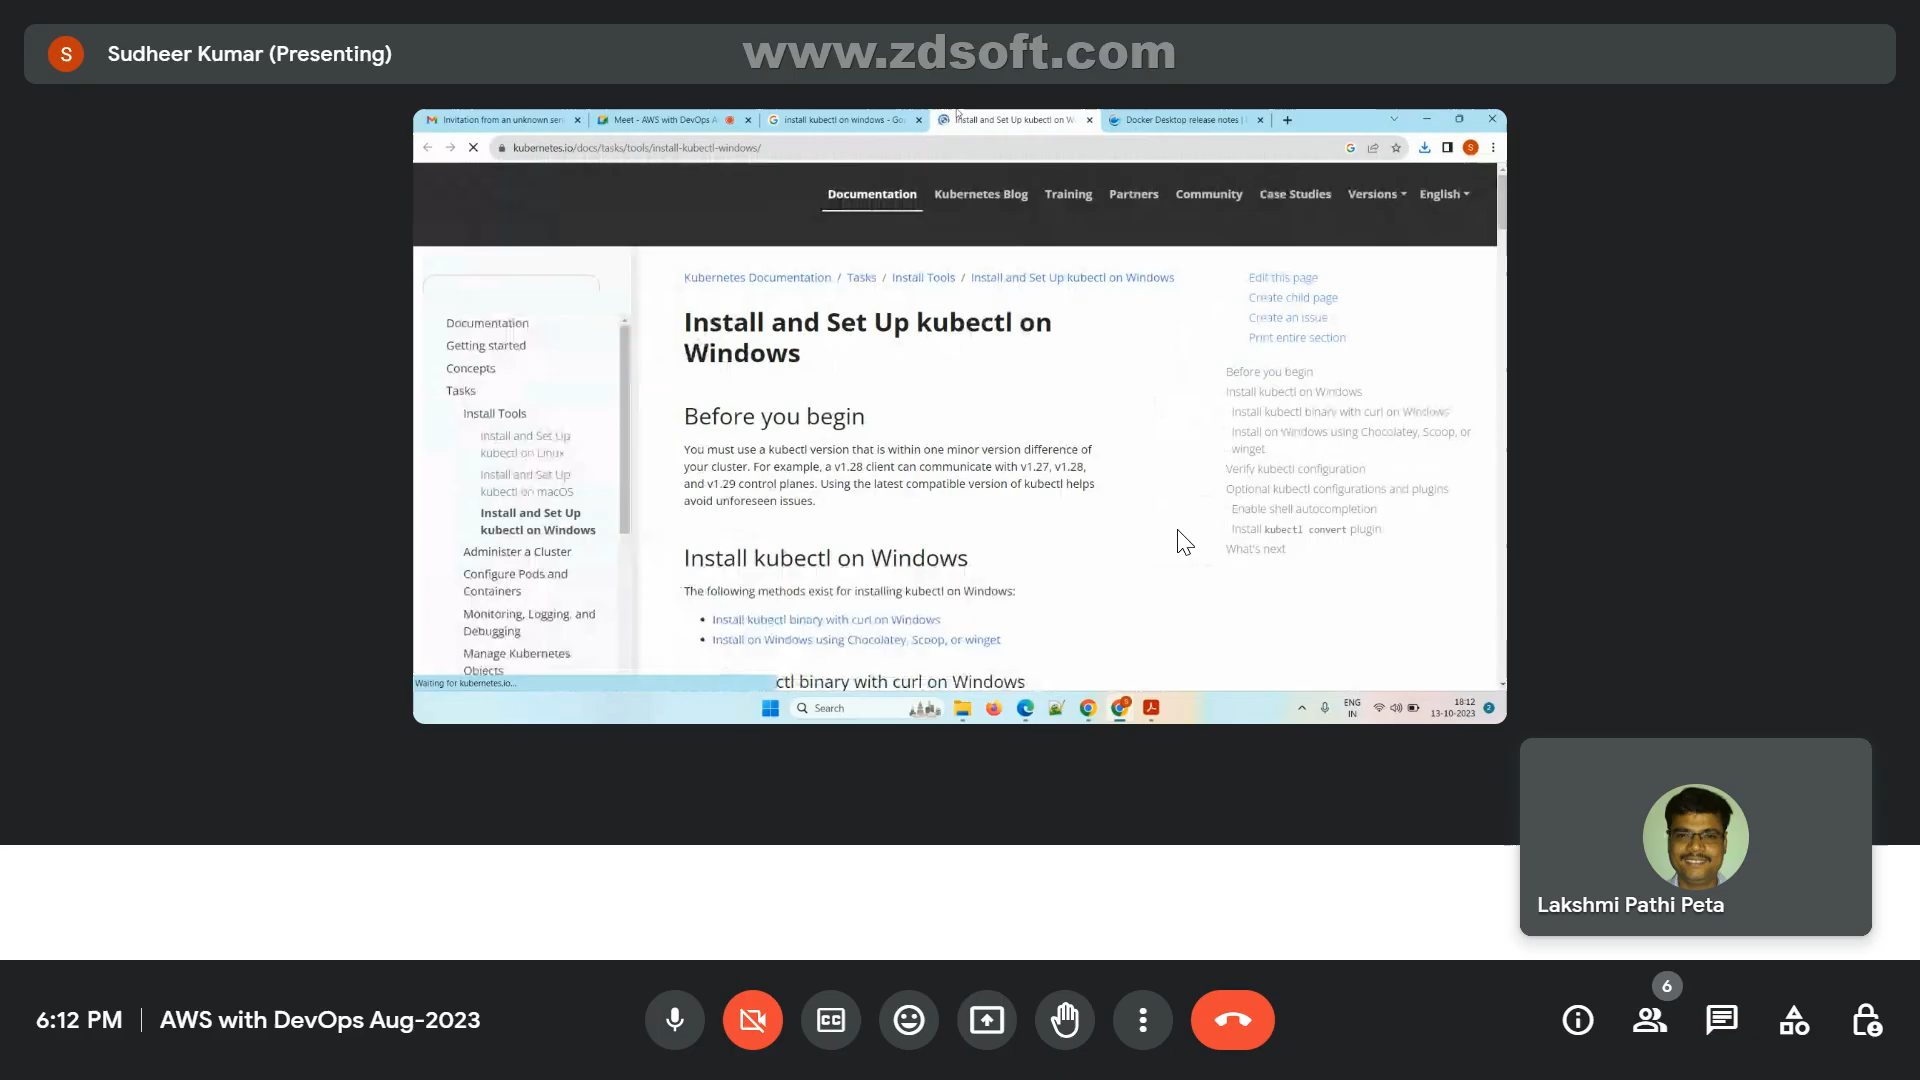 S Sudheer Kumar (Presenting)
www.zdsoft.com
Invitation from an unknown sen
Meet - AWS with DevOps A
install kubectl on windows - Go
Install and Set Up kubectl on W
Docker Desktop release notes |
kubernetes.io/docs/tasks/tools/install-kubectl-windows/
Documentation Kubernetes Blog Training Partners Community Case Studies Versions English
Kubernetes Documentation / Tasks / Install Tools / Install and Set Up kubectl on Windows
Install and Set Up kubectl on
Windows
Before you begin
You must use a kubectl version that is within one minor version difference of
your cluster. For example, a v1.28 client can communicate with v1.27, v1.28,
and v1.29 control planes. Using the latest compatible version of kubectl helps
avoid unforeseen issues.
Install kubectl on Windows
The following methods exist for installing kubectl on Windows:
• Install kubectl binary with curl on Windows
• Install on Windows using Chocolatey, Scoop, or winget
ctl binary with curl on Windows
Documentation
Getting started
Concepts
Tasks
Install Tools
Install and Set Up
kubectl on Linux
Install and Set Up
kubectl on macOS
Install and Set Up
kubectl on Windows
Administer a Cluster
Configure Pods and
Containers
Monitoring, Logging, and
Debugging
Manage Kubernetes
Objects
Edit this page
Create child page
Create an issue
Print entire section
Before you begin
Install kubectl on Windows
Install kubectl binary with curl on Windows
Install on Windows using Chocolatey, Scoop, or
winget
Verify kubectl configuration
Optional kubectl configurations and plugins
Enable shell autocompletion
Install kubectl convert plugin
What's next
Waiting for kubernetes.io...
Search
ENG
IN
18:12
13-10-2023
2
Lakshmi Pathi Peta
6:12 PM | AWS with DevOps Aug-2023
CC
6